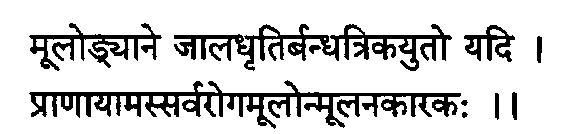 मूलोड्याने जालधृतिर्बन्धत्रिकयुतो यदि ।
प्राणायामस्सर्वरोगमूलोन्मूलनकारकः ।।